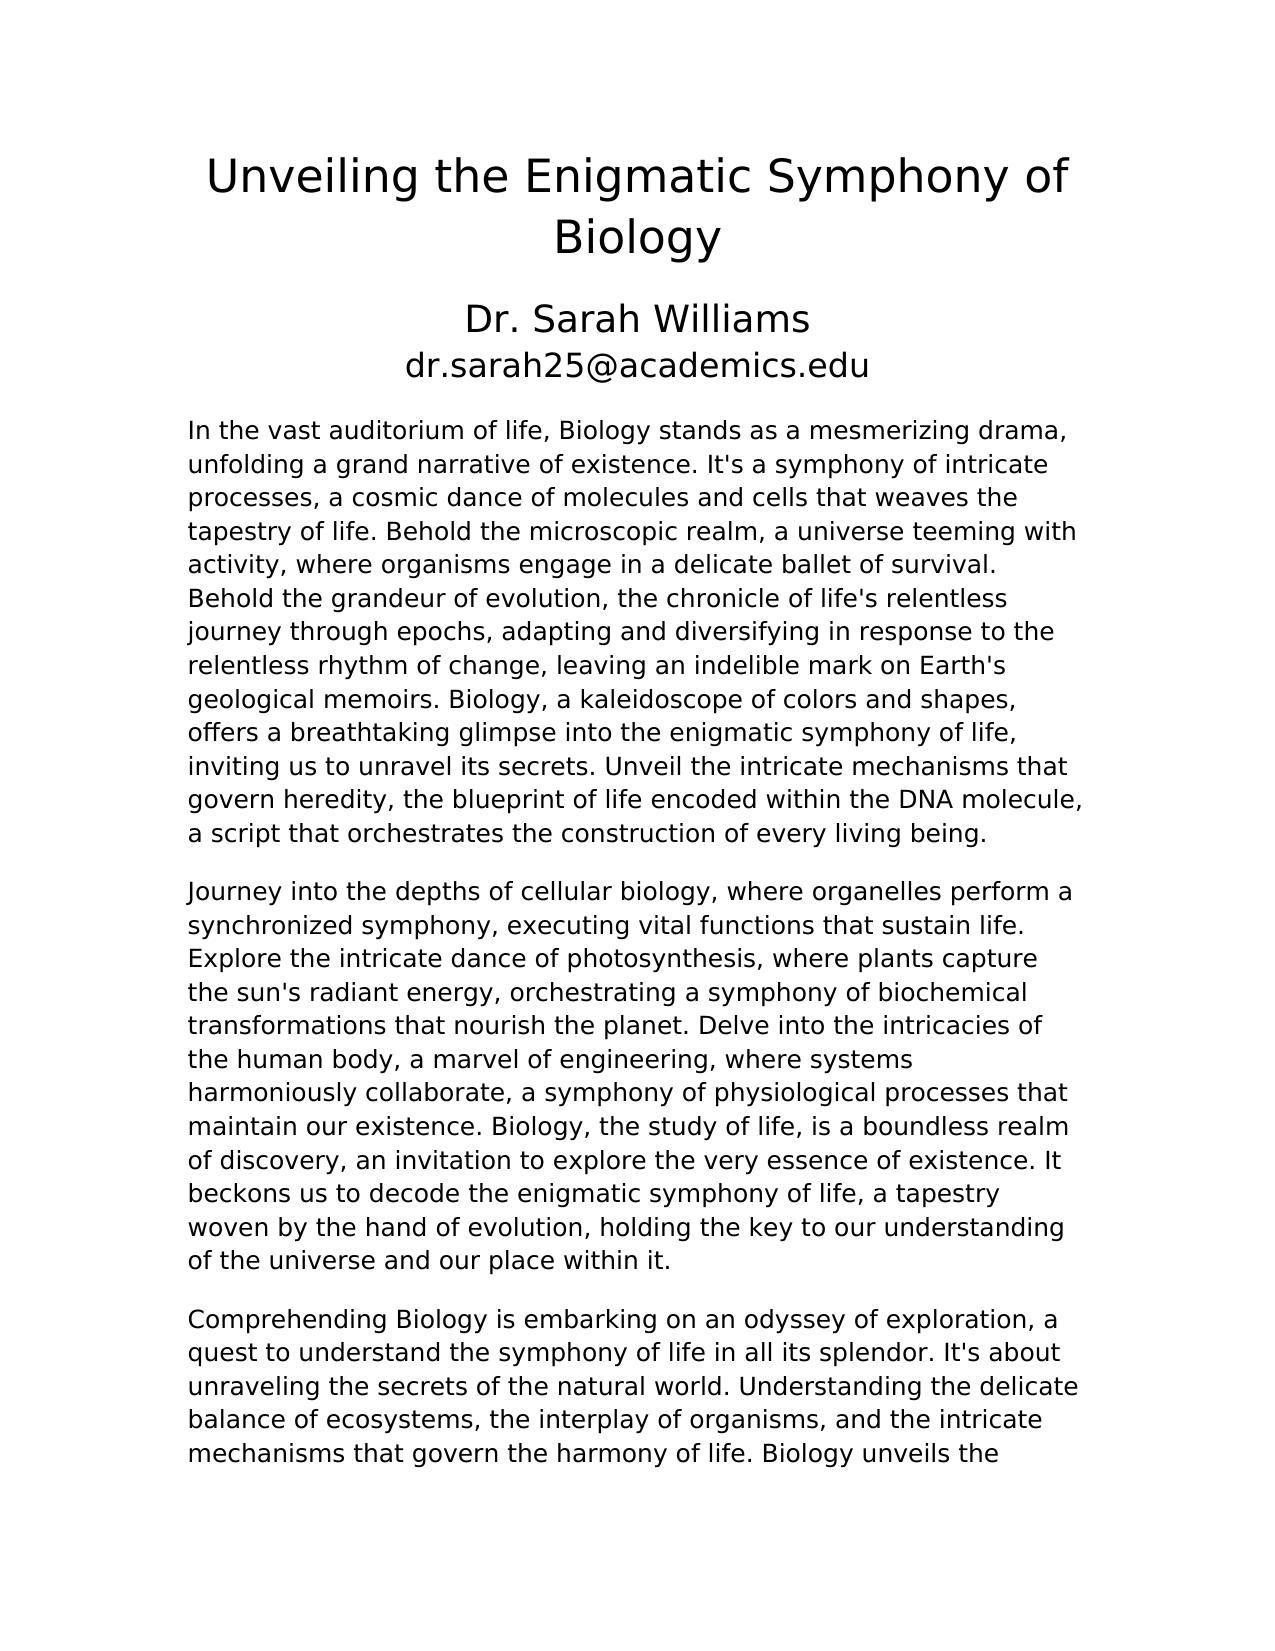 Unveiling the Enigmatic Symphony of
Biology
Dr. Sarah Williams
dr.sarah25@academics.edu
In the vast auditorium of life, Biology stands as a mesmerizing drama,
unfolding a grand narrative of existence. It's a symphony of intricate
processes, a cosmic dance of molecules and cells that weaves the
tapestry of life. Behold the microscopic realm, a universe teeming with
activity, where organisms engage in a delicate ballet of survival.
Behold the grandeur of evolution, the chronicle of life's relentless
journey through epochs, adapting and diversifying in response to the
relentless rhythm of change, leaving an indelible mark on Earth's
geological memoirs. Biology, a kaleidoscope of colors and shapes,
offers a breathtaking glimpse into the enigmatic symphony of life,
inviting us to unravel its secrets. Unveil the intricate mechanisms that
govern heredity, the blueprint of life encoded within the DNA molecule,
a script that orchestrates the construction of every living being.
Journey into the depths of cellular biology, where organelles perform a
synchronized symphony, executing vital functions that sustain life.
Explore the intricate dance of photosynthesis, where plants capture
the sun's radiant energy, orchestrating a symphony of biochemical
transformations that nourish the planet. Delve into the intricacies of
the human body, a marvel of engineering, where systems
harmoniously collaborate, a symphony of physiological processes that
maintain our existence. Biology, the study of life, is a boundless realm
of discovery, an invitation to explore the very essence of existence. It
beckons us to decode the enigmatic symphony of life, a tapestry
woven by the hand of evolution, holding the key to our understanding
of the universe and our place within it.
Comprehending Biology is embarking on an odyssey of exploration, a
quest to understand the symphony of life in all its splendor. It's about
unraveling the secrets of the natural world. Understanding the delicate
balance of ecosystems, the interplay of organisms, and the intricate
mechanisms that govern the harmony of life. Biology unveils the